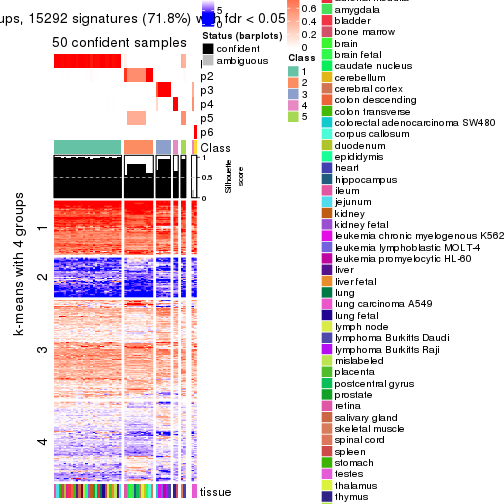 ups, 15292 signatures (71.8%) with fdr < 0.05
50 confident samples
p2
p3
p4
p5
p6
Class
1
0.5
0
Silhouette
score
k-means with 4 groups
1
2
3
4
tissue
5
0
Status (barplots)
confident
ambiguous
0.6
0.4
0.2
0
Class
1
2
3
4
5
amygdala
bladder
bone marrow
brain
brain fetal
caudate nucleus
cerebellum
cerebral cortex
colon descending
colon transverse
colorectal adenocarcinoma SW480
corpus callosum
duodenum
epididymis
heart
hippocampus
ileum
jejunum
kidney
kidney fetal
leukemia chronic myelogenous K562
leukemia lymphoblastic MOLT-4
leukemia promyelocytic HL-60
liver
liver fetal
lung
lung carcinoma A549
lung fetal
lymph node
lymphoma Burkitts Daudi
lymphoma Burkitts Raji
mislabeled
placenta
postcentral gyrus
prostate
retina
salivary gland
skeletal muscle
spinal cord
spleen
stomach
testes
thalamus
thymus